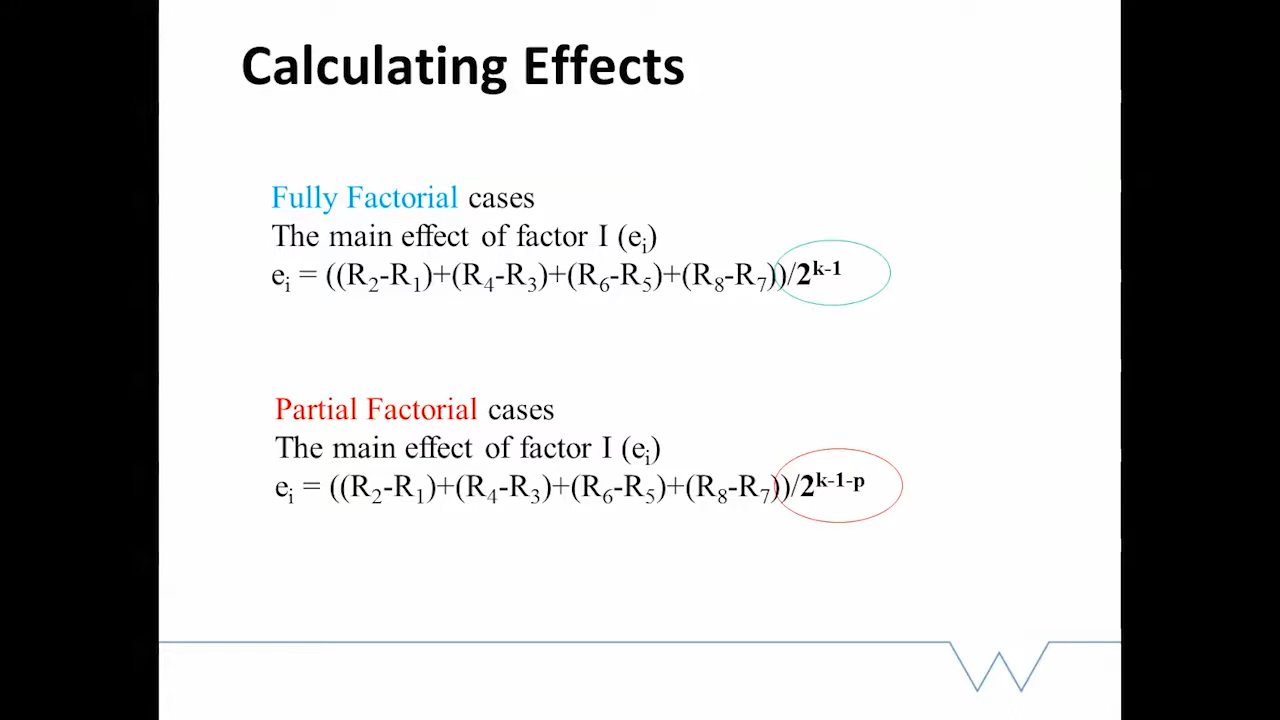 Calculating Effects
Fully Factorial cases
The main effect of factor I (eᵢ)
eᵢ = ((R₂-R₁)+(R₄-R₃)+(R₆-R₅)+(R₈-R₇))/2ᵏ⁻¹
Partial Factorial cases
The main effect of factor I (eᵢ)
eᵢ = ((R₂-R₁)+(R₄-R₃)+(R₆-R₅)+(R₈-R₇))/2ᵏ⁻¹⁻ᵖ